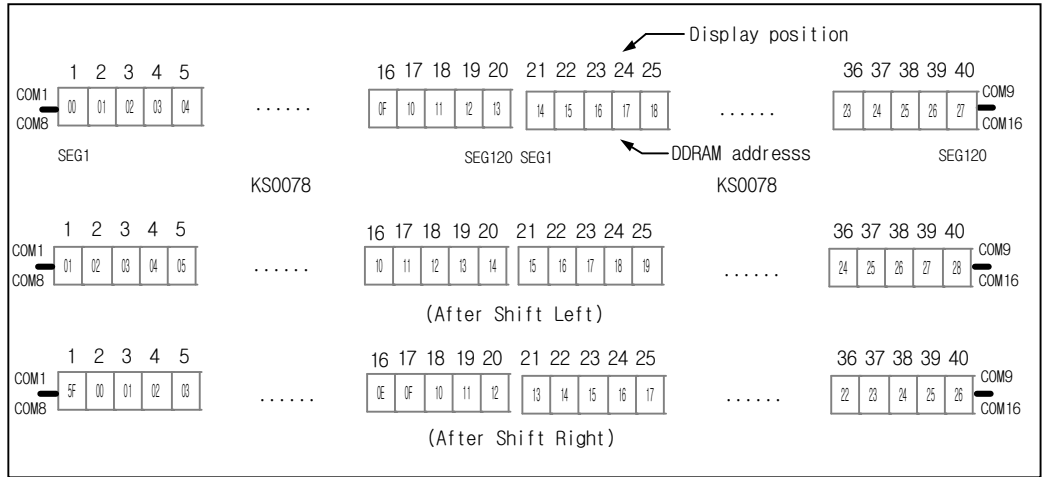 Display position
1 2 3 4 5 16 17 18 19 20 21 22 23 24 25 36 37 38 39 40
COM1 COM9
00 01 02 03 04 ...... 0F 10 11 12 13 14 15 16 17 18 ...... 23 24 25 26 27
COM8 COM16
SEG1 SEG120 SEG1 DDRAM addresss SEG120
KS0078 KS0078
1 2 3 4 5 16 17 18 19 20 21 22 23 24 25 36 37 38 39 40
COM1 COM9
01 02 03 04 05 ...... 10 11 12 13 14 15 16 17 18 19 ...... 24 25 26 27 28
COM8 COM16
(After Shift Left)
1 2 3 4 5 16 17 18 19 20 21 22 23 24 25 36 37 38 39 40
COM1 COM9
5F 00 01 02 03 ...... 0E 0F 10 11 12 13 14 15 16 17 ...... 22 23 24 25 26
COM8 COM16
(After Shift Right)